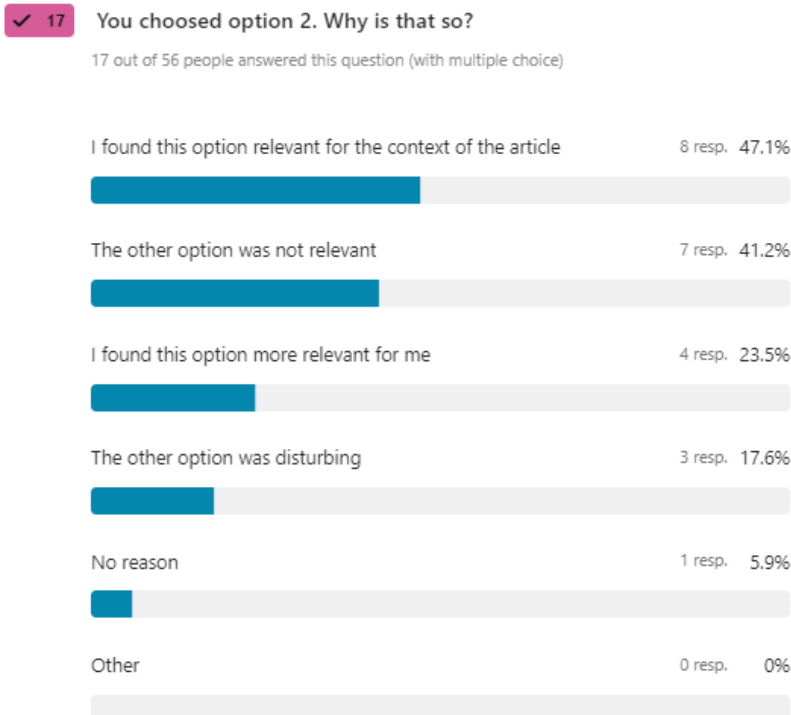 17 You choosed option 2. Why is that so?
17 out of 56 people answered this question (with multiple choice)
I found this option relevant for the context of the article 8 resp. 47.1%
The other option was not relevant 7 resp. 41.2%
I found this option more relevant for me 4 resp. 23.5%
The other option was disturbing 3 resp. 17.6%
No reason 1 resp. 5.9%
Other 0 resp. 0%